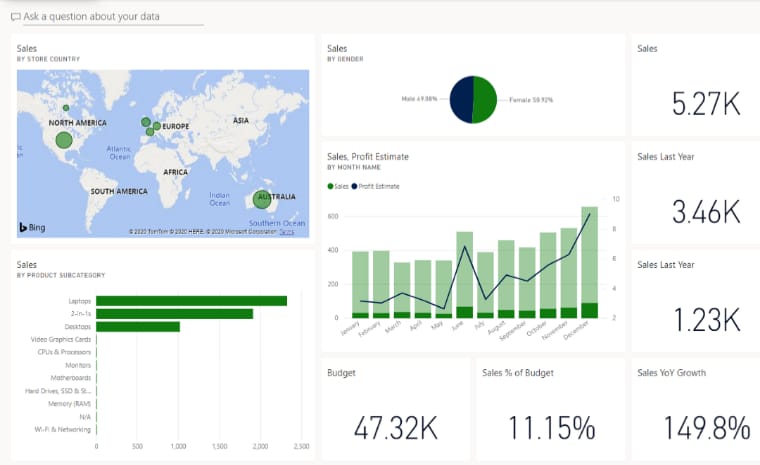 Ask a question about your data
Sales
BY STORE COUNTRY
NORTH AMERICA
EUROPE
ASIA
Atlantic
Ocean
AFRICA
SOUTH AMERICA
Indian
Ocean
AUSTRALIA
Southern Ocean
Bing
© 2020 TomTom © 2020 HERE, © 2020 Microsoft Corporation Terms
Sales
BY GENDER
Male 49.08%
Female 50.92%
Sales
5.27K
Sales, Profit Estimate
BY MONTH NAME
Sales Profit Estimate
600
400
200
0
10
8
6
4
2
January
February
March
April
May
June
July
August
September
October
November
December
Sales Last Year
3.46K
Sales
BY PRODUCT SUBCATEGORY
Laptops
2-in-1s
Desktops
Video Graphics Cards
CPUs & Processors
Monitors
Motherboards
Hard Drives, SSD & St...
Memory (RAM)
N/A
Wi-Fi & Networking
0 500 1,000 1,500 2,000 2,500
Sales Last Year
1.23K
Budget
47.32K
Sales % of Budget
11.15%
Sales YoY Growth
149.8%